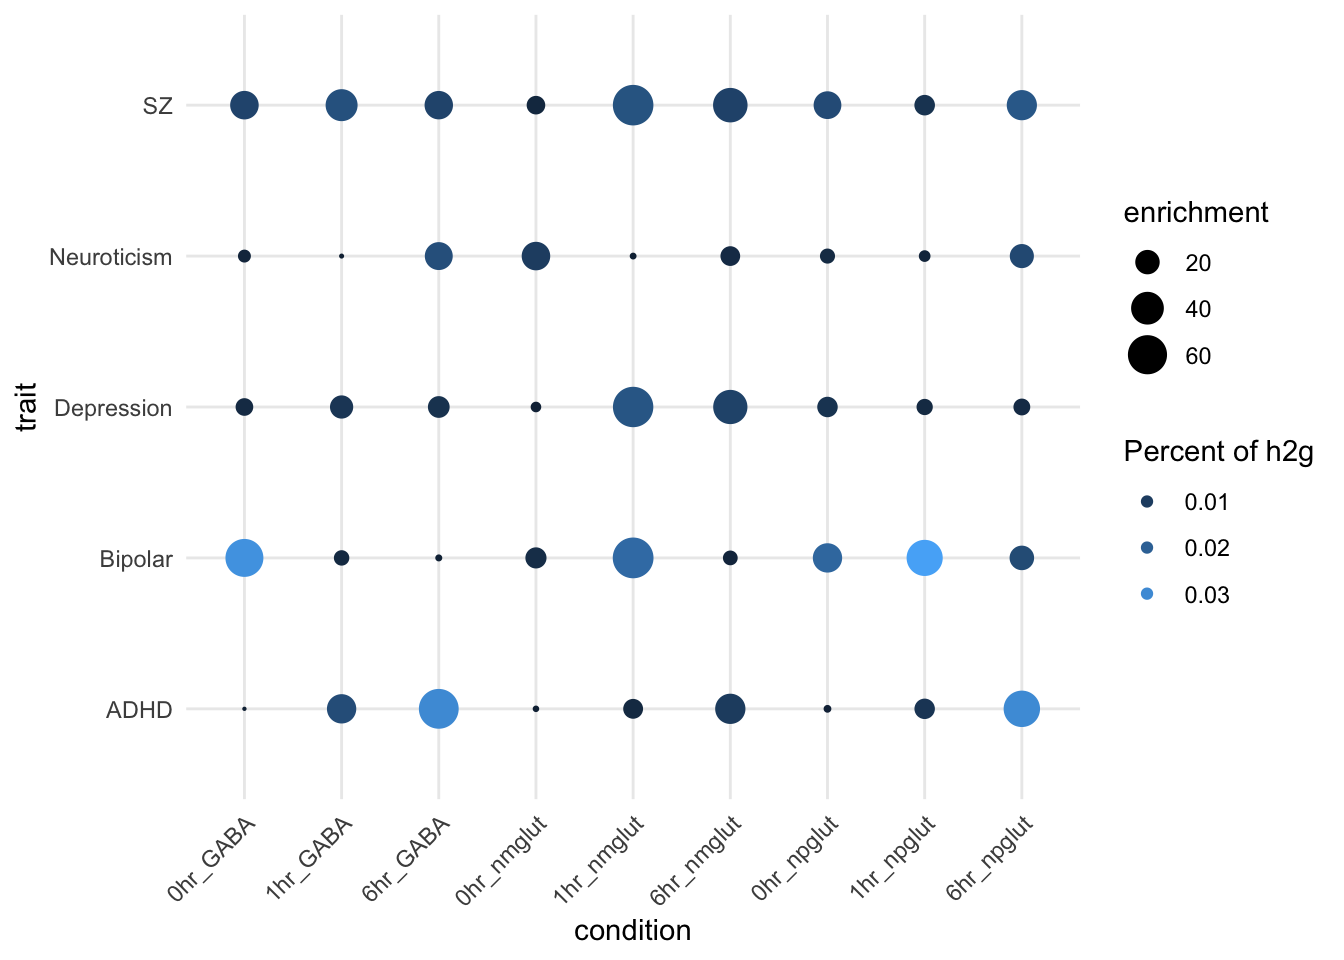 SZ
Neuroticism
Depression
Bipolar
ADHD
trait
0hr_GABA
1hr_GABA
6hr_GABA
0hr_nmglut
1hr_nmglut
6hr_nmglut
0hr_npglut
1hr_npglut
6hr_npglut
condition
enrichment
20
40
60
Percent of h2g
0.01
0.02
0.03